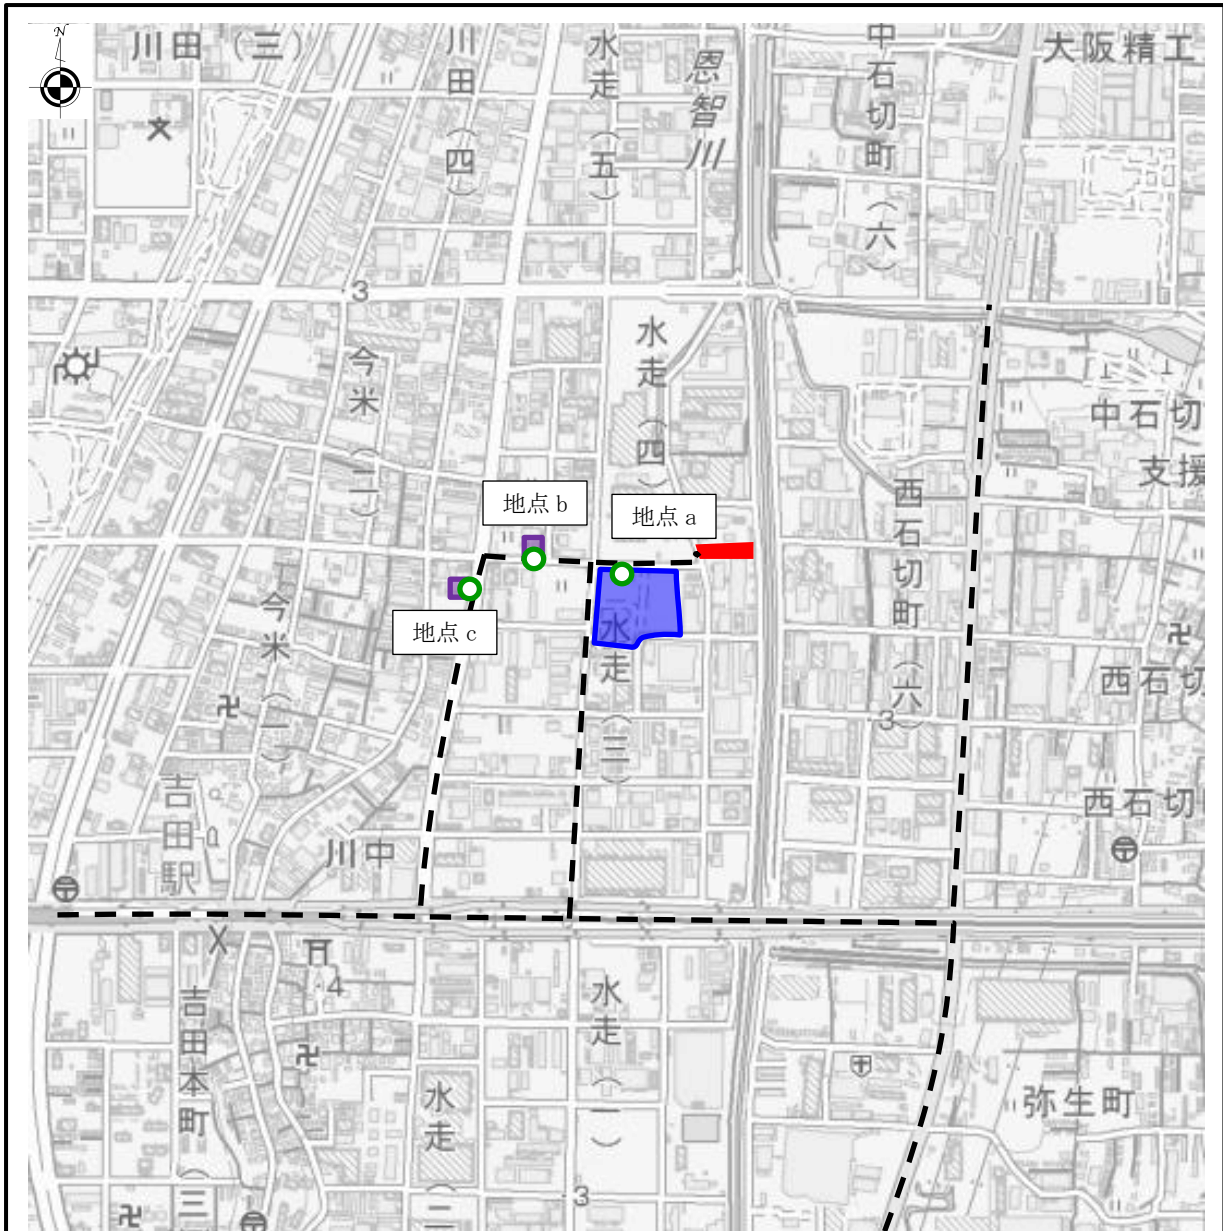 N
川田（三）
川田（四）
水走（五）
恩智川
中石切町（六）
大阪精工
3
今米（二）
水走（四）
中石切
支援
西石切町（六）
地点 b
地点 a
地点 c
今米（一）
水走（三）
3
西石切
西石切
吉田駅
川中
4
吉田本町（三
水走（一）
水走（二
弥生町
3